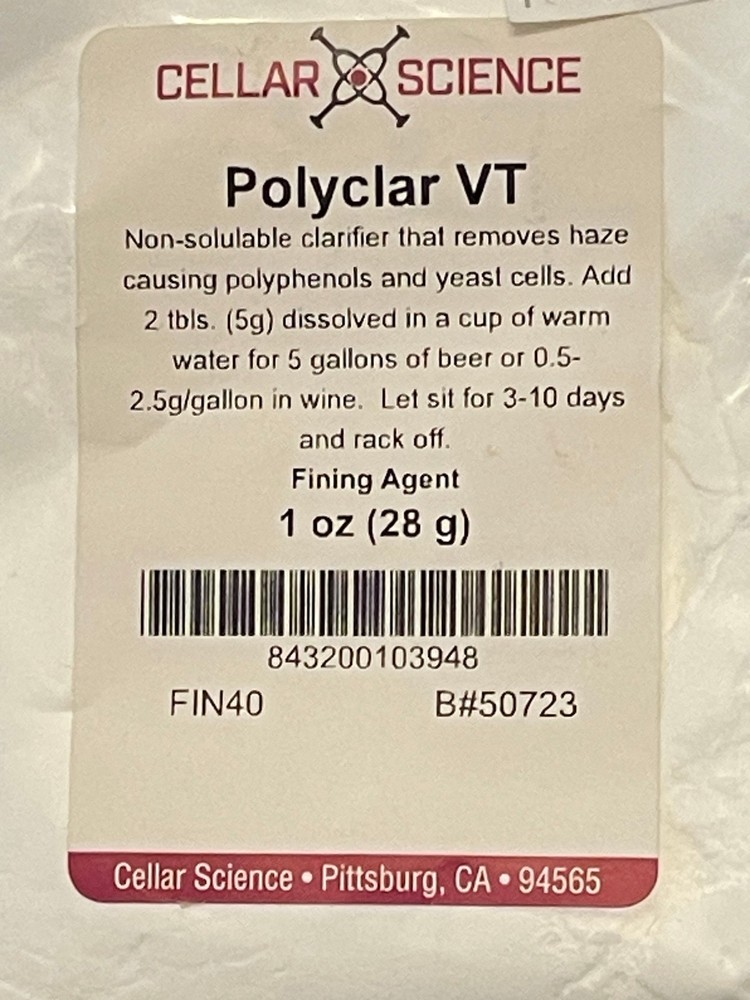 CELLAR SCIENCE
Polyclar VT
Non-solulable clarifier that removes haze
causing polyphenols and yeast cells. Add
2 tbls. (5g) dissolved in a cup of warm
water for 5 gallons of beer or 0.5-
2.5g/gallon in wine. Let sit for 3-10 days
and rack off.
Fining Agent
1 oz (28 g)
843200103948
FIN40 B#50723
Cellar Science • Pittsburg, CA • 94565